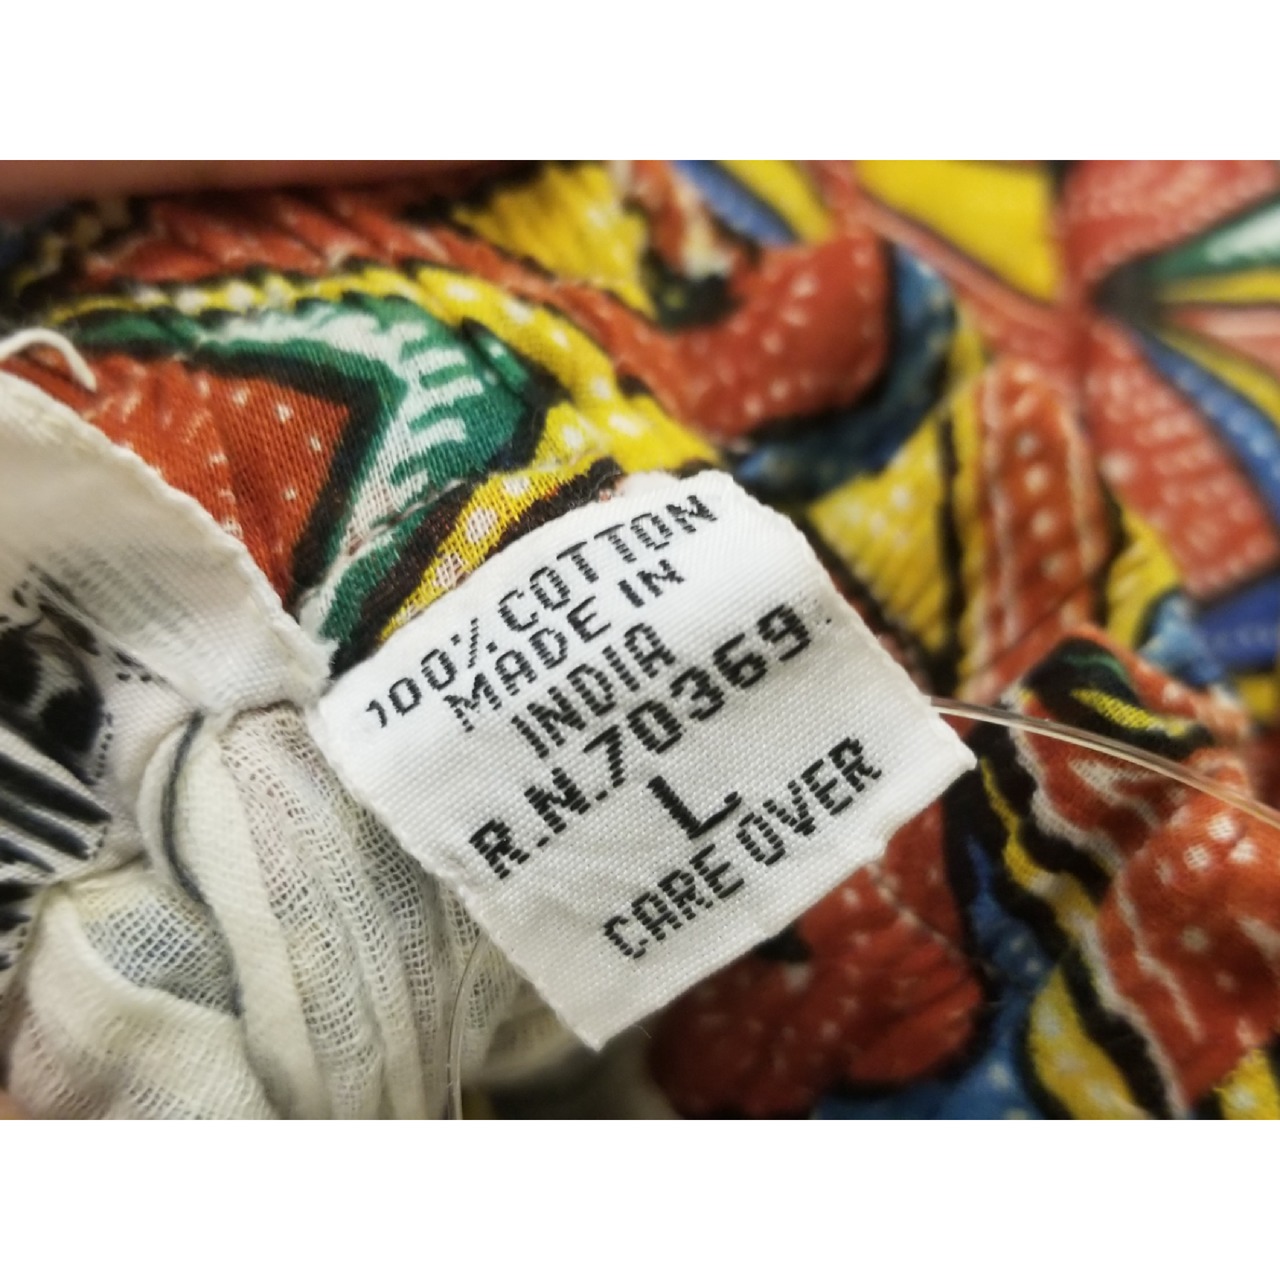 100% COTTON
MADE IN
INDIA
R.N.70369
L
CARE OVER